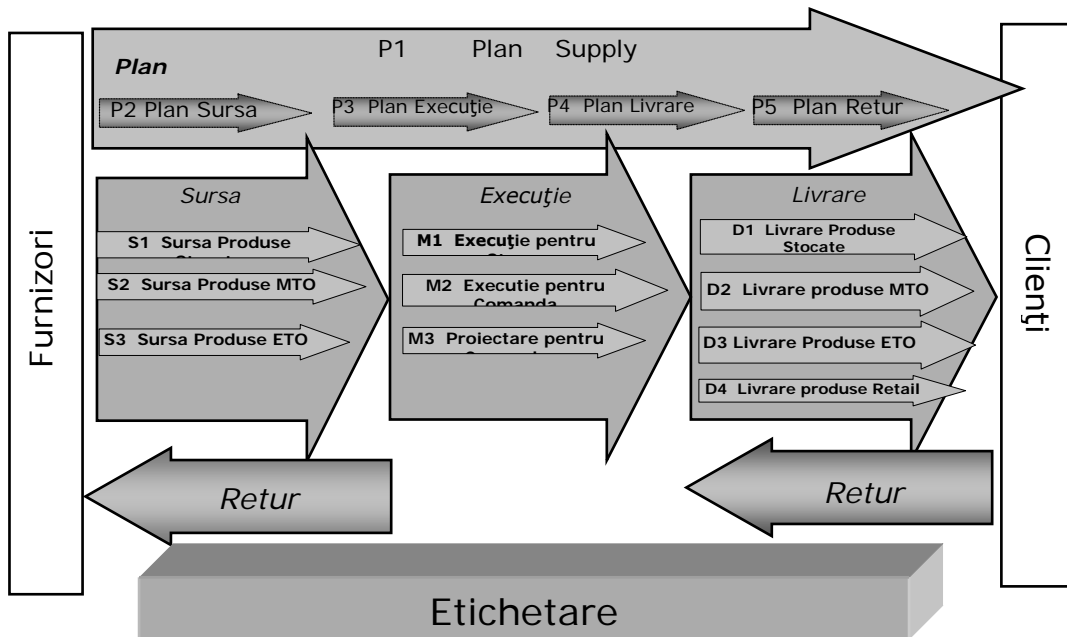 P1 Plan Supply
Plan
P2 Plan Sursa
P3 Plan Execuţie
P4 Plan Livrare
P5 Plan Retur
Furnizori
Sursa
S1 Sursa Produse
S2 Sursa Produse MTO
S3 Sursa Produse ETO
Execuţie
M1 Execuţie pentru
M2 Executie pentru
Comanda
M3 Proiectare pentru
Livrare
D1 Livrare Produse
Stocate
D2 Livrare produse MTO
D3 Livrare Produse ETO
D4 Livrare produse Retail
Clienţi
Retur
Retur
Etichetare